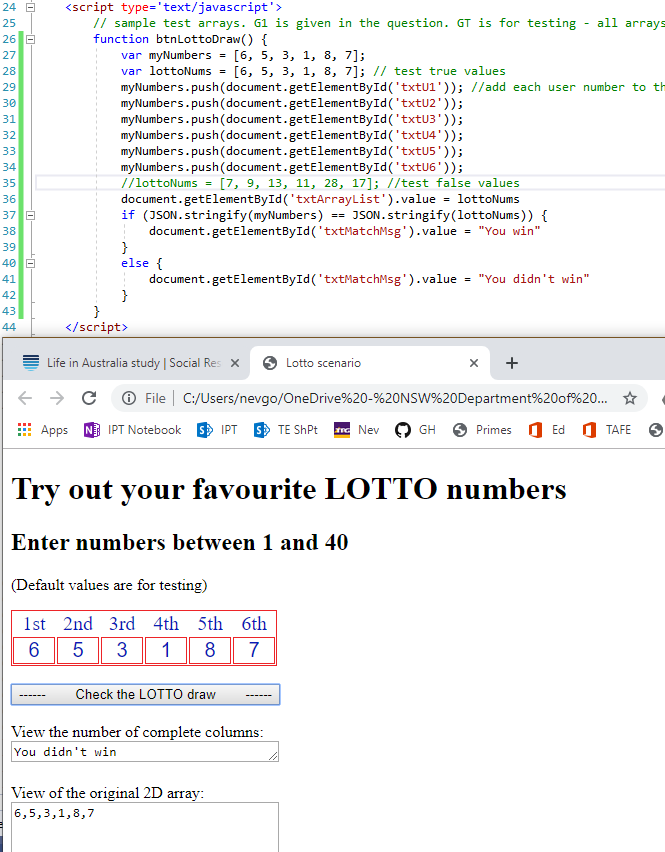 24 <script type='text/javascript'>
25 // sample test arrays. G1 is given in the question. GT is for testing - all arrays
26 function btnLottoDraw() {
27 var myNumbers = [6, 5, 3, 1, 8, 7];
28 var lottoNums = [6, 5, 3, 1, 8, 7]; // test true values
29 myNumbers.push(document.getElementById('txtU1')); //add each user number to th
30 myNumbers.push(document.getElementById('txtU2'));
31 myNumbers.push(document.getElementById('txtU3'));
32 myNumbers.push(document.getElementById('txtU4'));
33 myNumbers.push(document.getElementById('txtU5'));
34 myNumbers.push(document.getElementById('txtU6'));
35 //lottoNums = [7, 9, 13, 11, 28, 17]; //test false values
36 document.getElementById('txtArrayList').value = lottoNums
37 if (JSON.stringify(myNumbers) == JSON.stringify(lottoNums)) {
38 document.getElementById('txtMatchMsg').value = "You win"
39 }
40 else {
41 document.getElementById('txtMatchMsg').value = "You didn't win"
42 }
43 }
44 </script>
Life in Australia study | Social Res
Lotto scenario
File C:/Users/nevgo/OneDrive%20-%20NSW%20Department%20of%20...
Apps IPT Notebook IPT TE ShPt Nev GH Primes Ed TAFE
Try out your favourite LOTTO numbers
Enter numbers between 1 and 40
(Default values are for testing)
1st 2nd 3rd 4th 5th 6th
6 5 3 1 8 7
------ Check the LOTTO draw ------
View the number of complete columns:
You didn't win
View of the original 2D array:
6,5,3,1,8,7